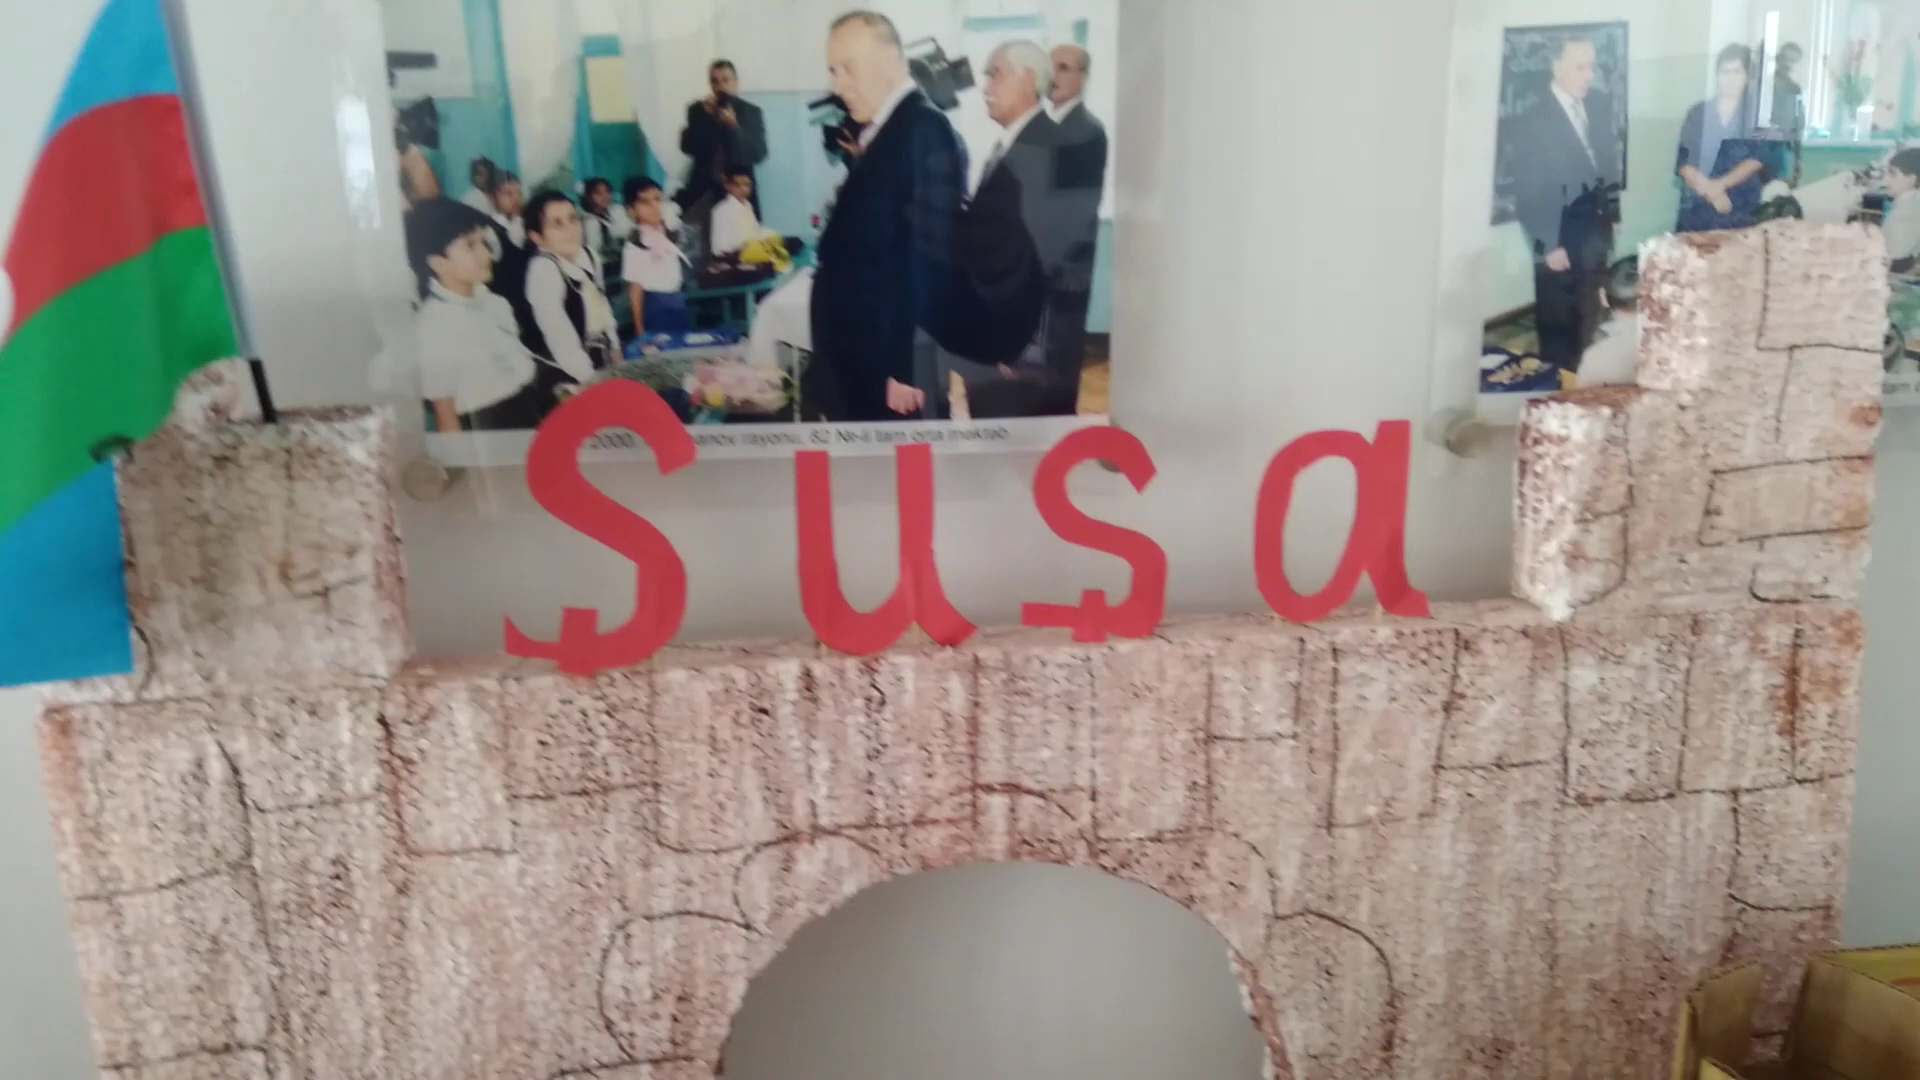 2000 rayonu, 82 №-li tam orta məktəb
Şuşa